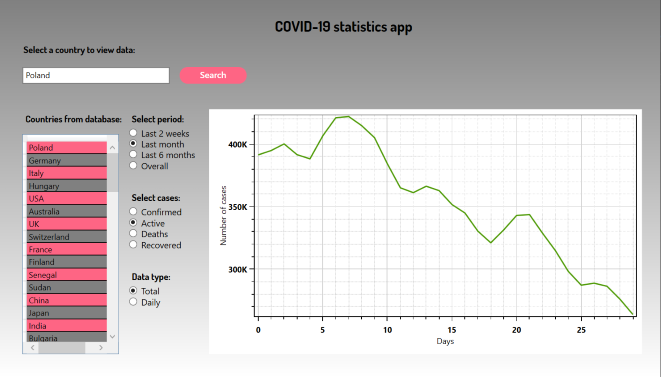 COVID-19 statistics app
Select a country to view data:
Poland
Search
Countries from database:
Poland
Germany
Italy
Hungary
USA
Australia
UK
Switzerland
France
Finland
Senegal
Sudan
China
Japan
India
Bulgaria
Select period:
Last 2 weeks
Last month
Last 6 months
Overall
Select cases:
Confirmed
Active
Deaths
Recovered
Data type:
Total
Daily
Number of cases
400K
350K
300K
0 5 10 15 20 25
Days